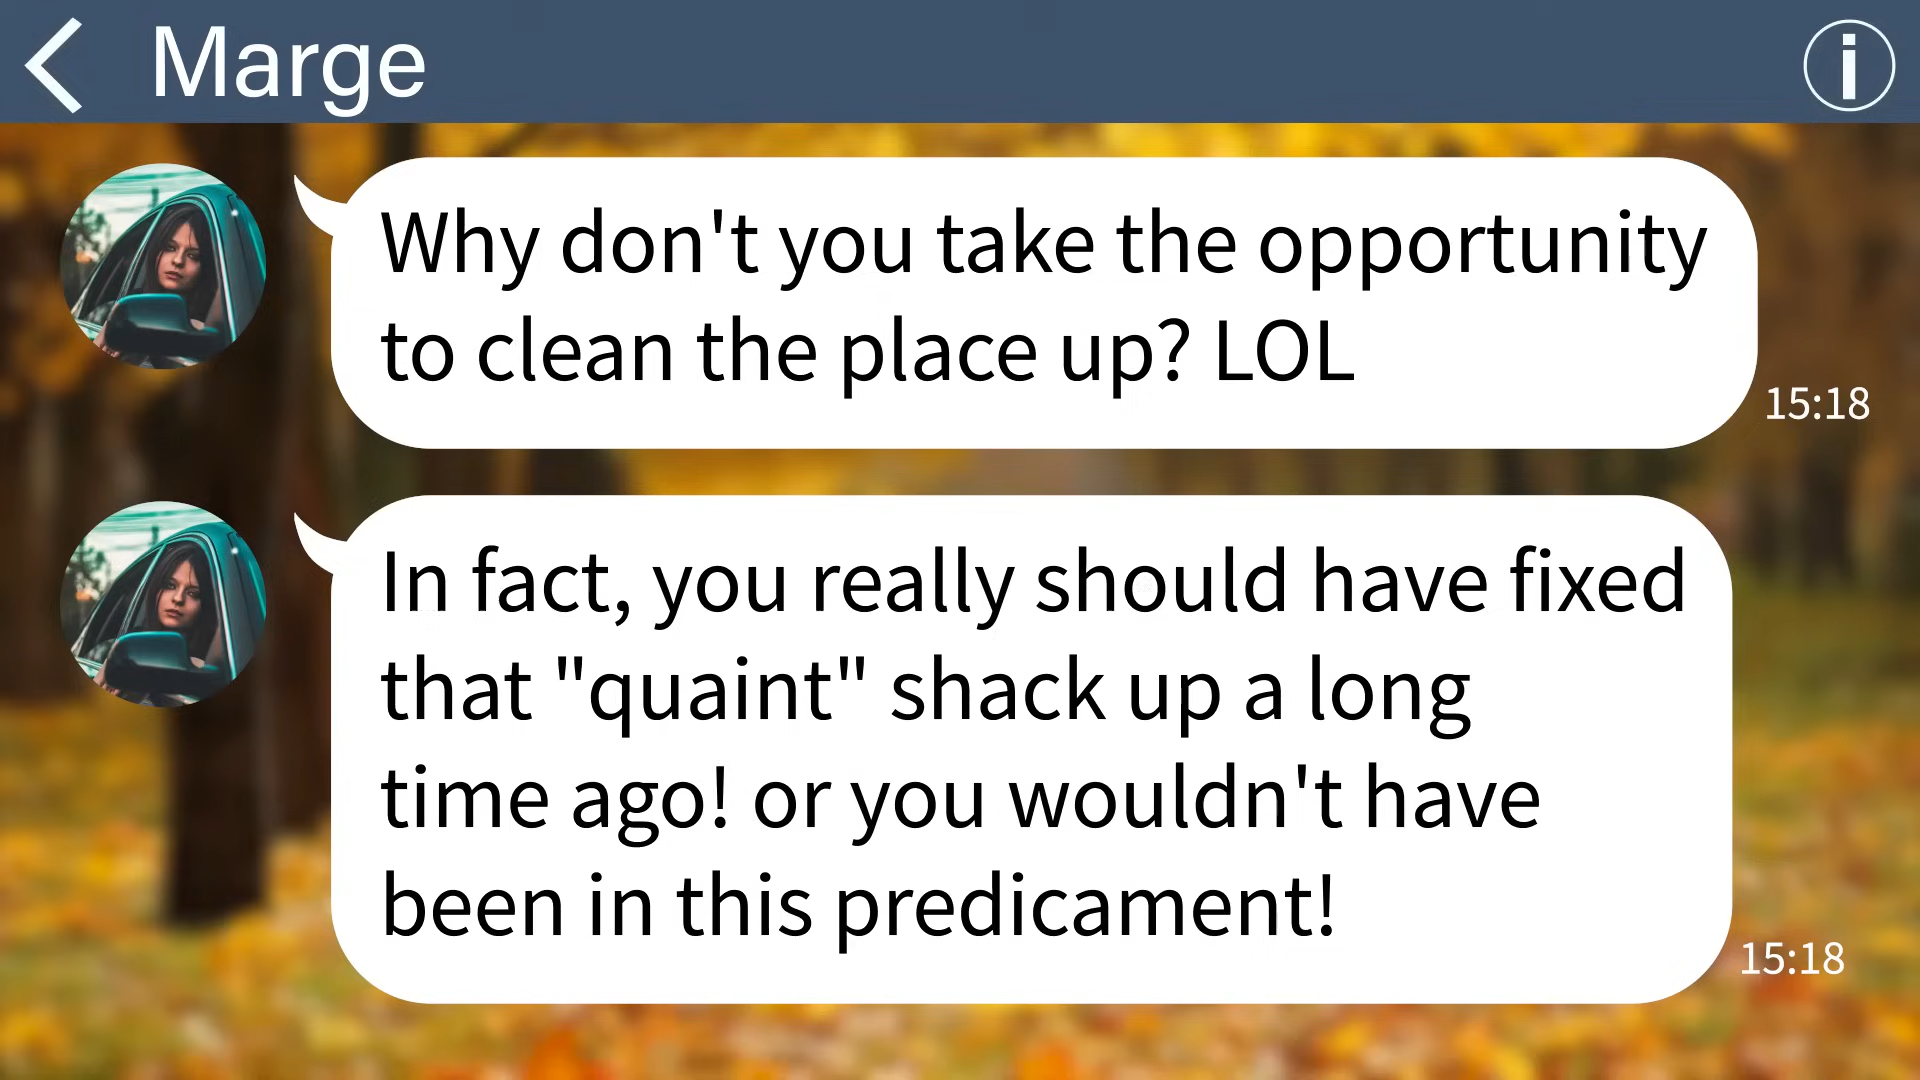 Marge
Why don't you take the opportunity
to clean the place up? LOL
15:18
In fact, you really should have fixed
that "quaint" shack up a long
time ago! or you wouldn't have
been in this predicament!
15:18